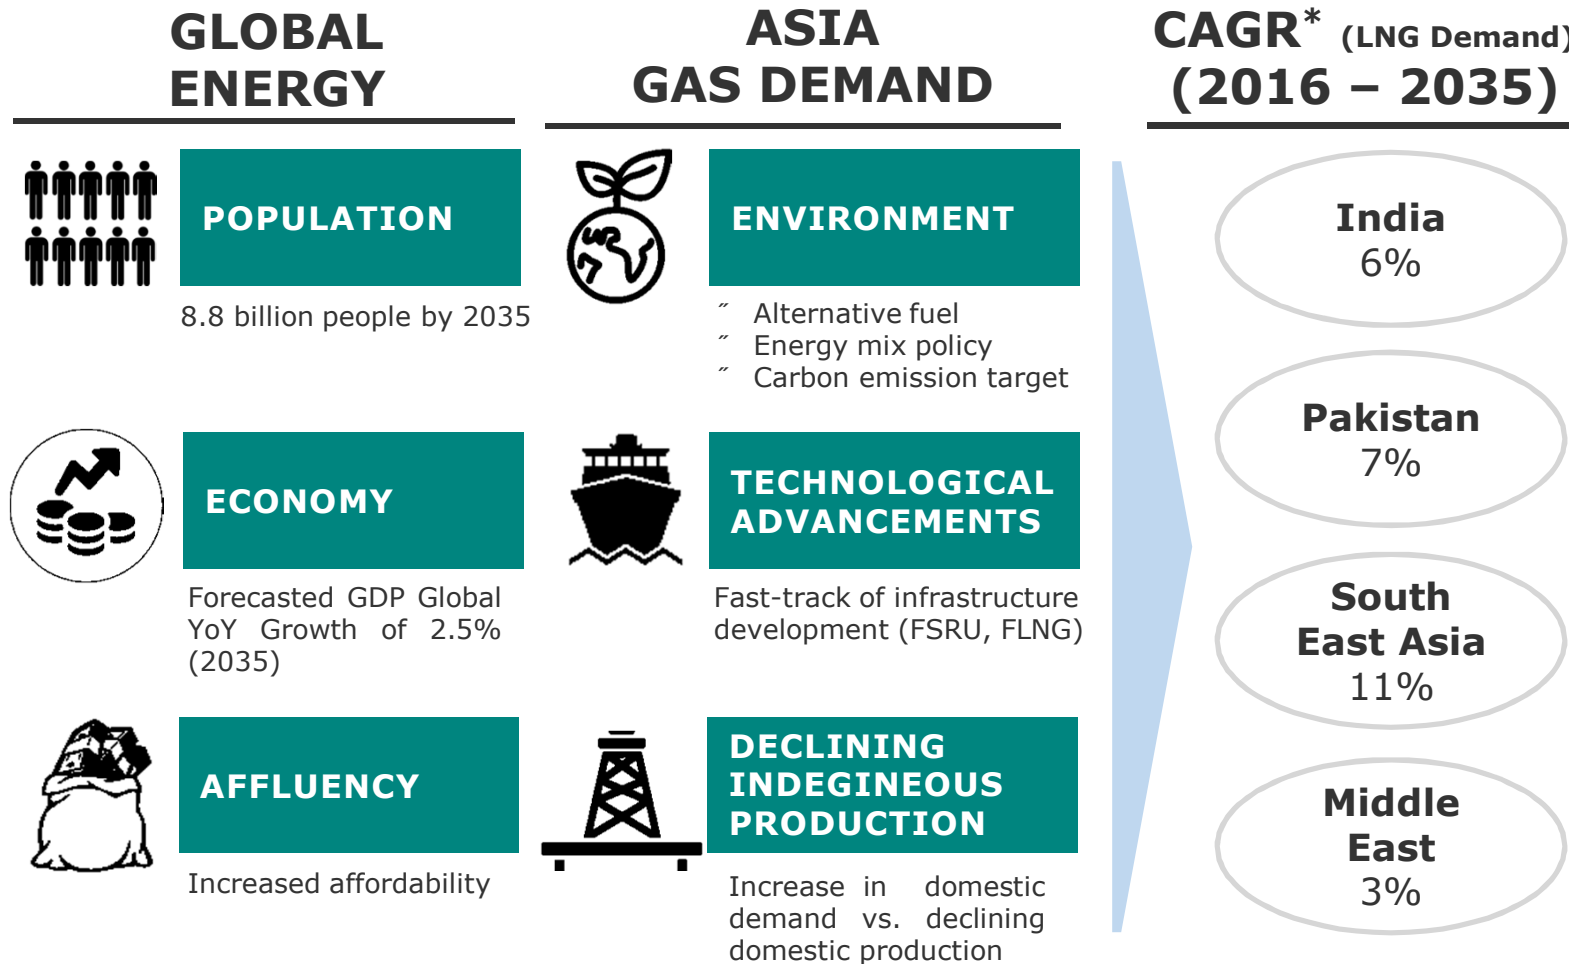 GLOBAL
ENERGY
POPULATION
8.8 billion people by 2035
ECONOMY
Forecasted GDP Global
YoY Growth of 2.5%
(2035)
AFFLUENCY
Increased affordability
ASIA
GAS DEMAND
ENVIRONMENT
˝ Alternative fuel
˝ Energy mix policy
˝ Carbon emission target
TECHNOLOGICAL
ADVANCEMENTS
Fast-track of infrastructure
development (FSRU, FLNG)
DECLINING
INDEGINEOUS
PRODUCTION
Increase in domestic
demand vs. declining
domestic production
CAGR* (LNG Demand)
(2016 – 2035)
India
6%
Pakistan
7%
South
East Asia
11%
Middle
East
3%